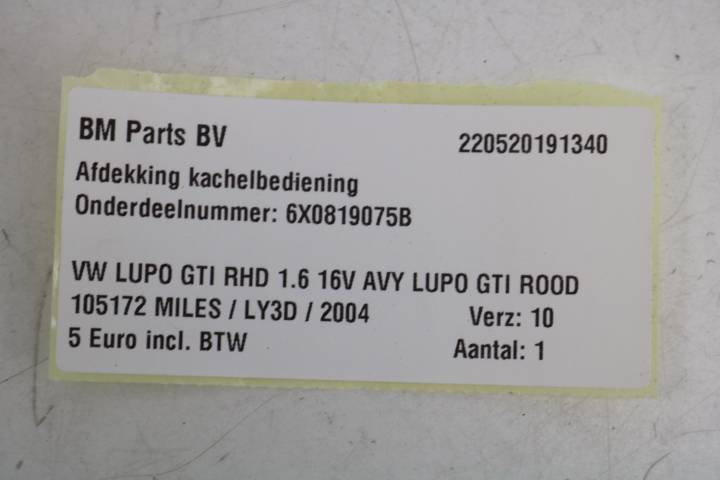 BM Parts BV 220520191340
Afdekking kachelbediening
Onderdeelnummer: 6X0819075B
VW LUPO GTI RHD 1.6 16V AVY LUPO GTI ROOD
105172 MILES / LY3D / 2004 Verz: 10
5 Euro incl. BTW Aantal: 1